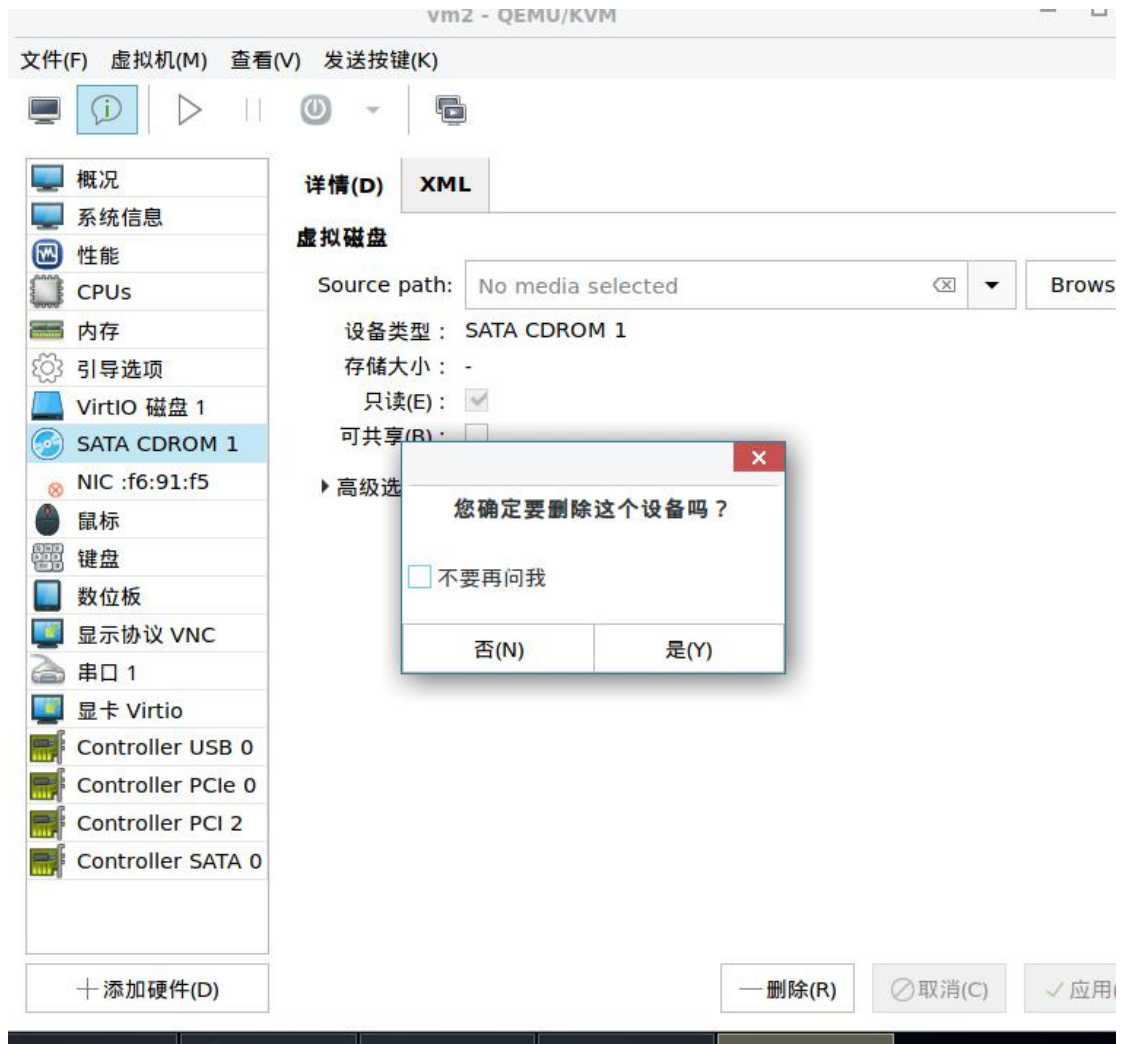 vm2 - QEMU/KVM
文件(F) 虚拟机(M) 查看(V) 发送按键(K)
概况
系统信息
性能
CPUs
内存
引导选项
VirtIO 磁盘 1
SATA CDROM 1
NIC :f6:91:f5
鼠标
键盘
数位板
显示协议 VNC
串口 1
显卡 Virtio
Controller USB 0
Controller PCIe 0
Controller PCI 2
Controller SATA 0
添加硬件(D)
详情(D) XML
虚拟磁盘
Source path: No media selected Brows
设备类型： SATA CDROM 1
存储大小： -
只读(E)：
可共享(B)：
高级选
您确定要删除这个设备吗？
不要再问我
否(N) 是(Y)
删除(R) 取消(C) 应用(